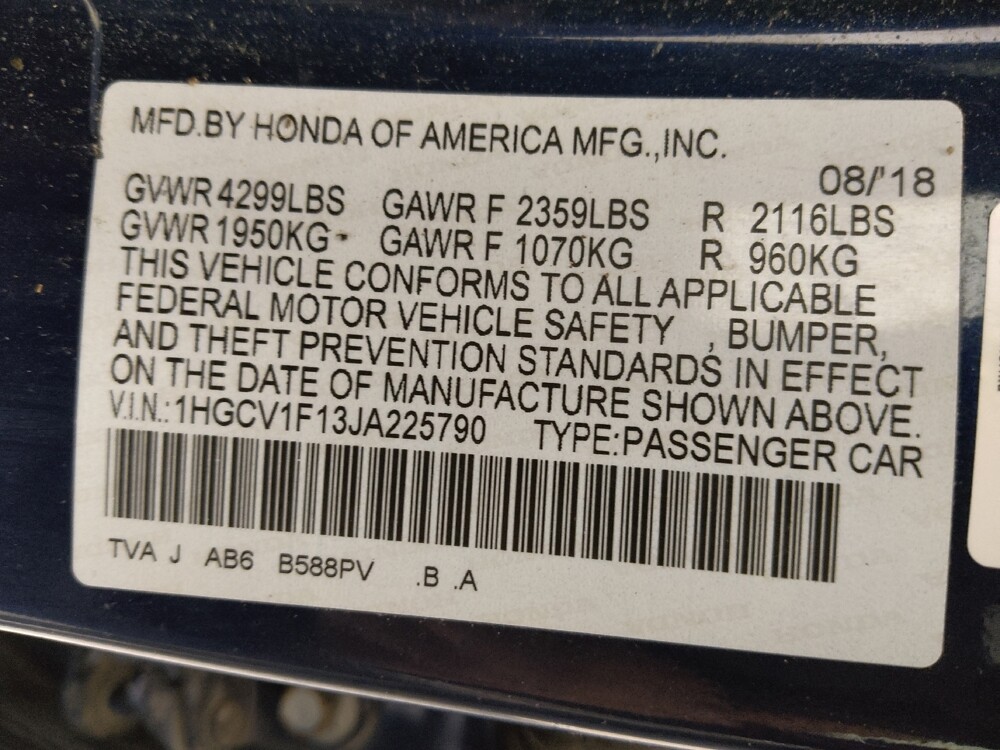 MFD.BY HONDA OF AMERICA MFG.,INC.
08/'18
GVWR 4299LBS GAWR F 2359LBS R 2116LBS
GVWR 1950KG GAWR F 1070KG R 960KG
THIS VEHICLE CONFORMS TO ALL APPLICABLE
FEDERAL MOTOR VEHICLE SAFETY , BUMPER,
AND THEFT PREVENTION STANDARDS IN EFFECT
ON THE DATE OF MANUFACTURE SHOWN ABOVE.
V.I.N.:1HGCV1F13JA225790 TYPE:PASSENGER CAR
TVA J AB6 B588PV .B .A